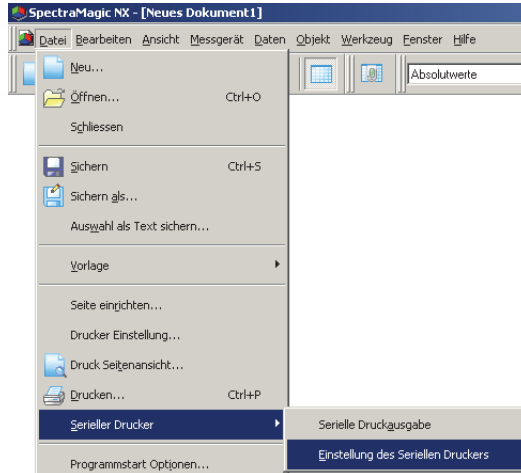 SpectraMagic NX - [Neues Dokument1]
Datei Bearbeiten Ansicht Messgerät Daten Objekt Werkzeug Fenster Hilfe
Absolutwerte
Neu...
Öffnen... Ctrl+O
Schliessen
Sichern Ctrl+S
Sichern als...
Auswahl als Text sichern...
Vorlage
Seite einrichten...
Drucker Einstellung...
Druck Seitenansicht...
Drucken... Ctrl+P
Serieller Drucker
Serielle Druckausgabe
Einstellung des Seriellen Druckers
Programmstart Optionen...